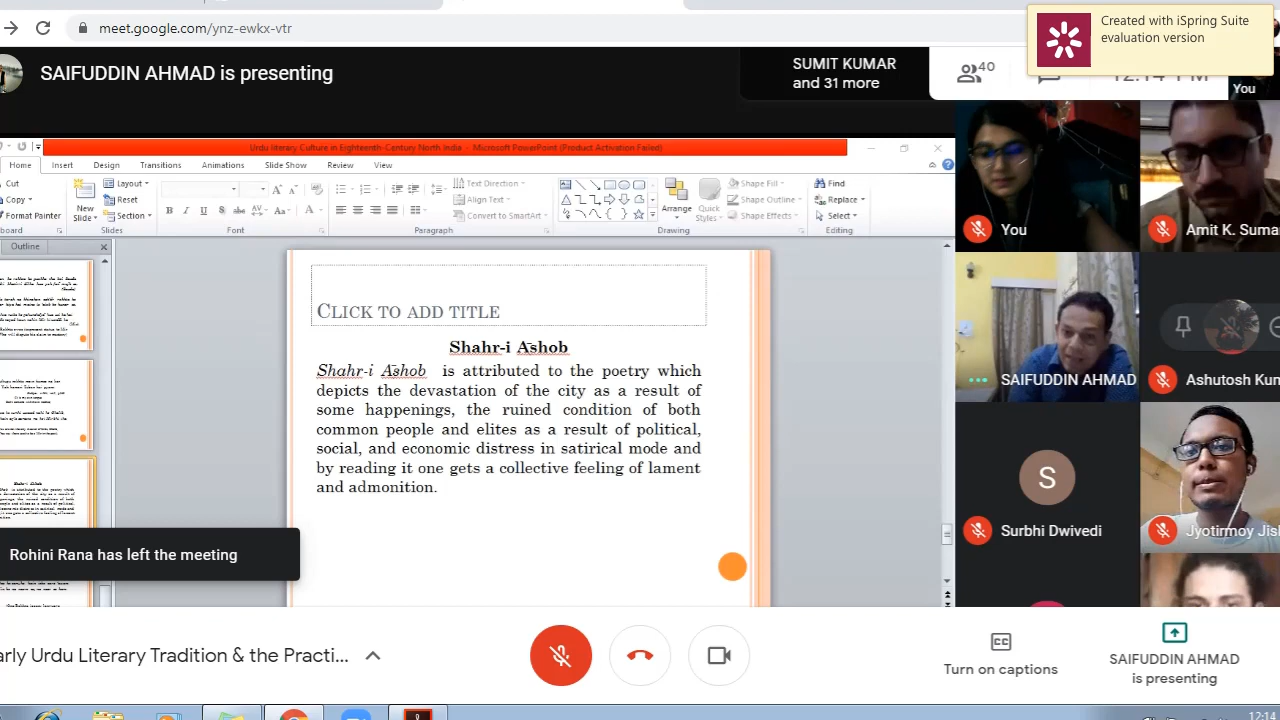 meet.google.com/ynz-ewkx-vtr
Created with iSpring Suite
evaluation version
SAIFUDDIN AHMAD is presenting
SUMIT KUMAR
and 31 more
40
12:14 PM
You
Urdu literary Culture in Eighteenth-Century North India - Microsoft PowerPoint (Product Activation Failed)
Home Insert Design Transitions Animations Slide Show Review View
Cut
Copy
Format Painter
New
Slide
Layout
Reset
Section
Slides
Font
Text Direction
Align Text
Convert to SmartArt
Paragraph
Arrange
Quick
Styles
Shape Fill
Shape Outline
Shape Effects
Drawing
Find
Replace
Select
Editing
Outline
CLICK TO ADD TITLE
Shahr-i Ashob
Shahr-i Ashob is attributed to the poetry which
depicts the devastation of the city as a result of
some happenings, the ruined condition of both
common people and elites as a result of political,
social, and economic distress in satirical mode and
by reading it one gets a collective feeling of lament
and admonition.
You
Amit K. Suma
SAIFUDDIN AHMAD
Ashutosh Kun
S
Surbhi Dwivedi
Jyotirmoy Jis
Rohini Rana has left the meeting
arly Urdu Literary Tradition & the Practi...
Turn on captions
SAIFUDDIN AHMAD
is presenting
12:14